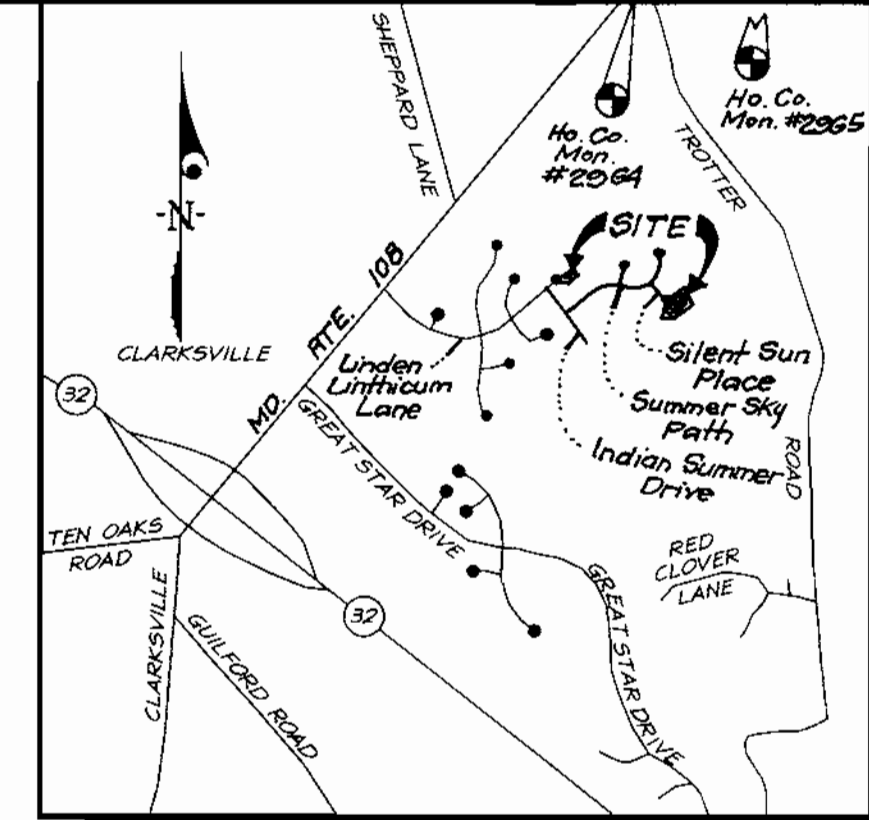 SHEPPARD LANE
Ho. Co.
Mon.
#2964
Ho. Co.
Mon. #2965
TROTTER
ROAD
-N-
SITE
CLARKSVILLE
MD. RTE. 108
Linden
Linthicum
Lane
Silent Sun
Place
Summer Sky
Path
Indian Summer
Drive
32
GREAT STAR DRIVE
TEN OAKS
ROAD
RED
CLOVER
LANE
GREAT STAR DRIVE
32
CLARKSVILLE
GUILFORD ROAD